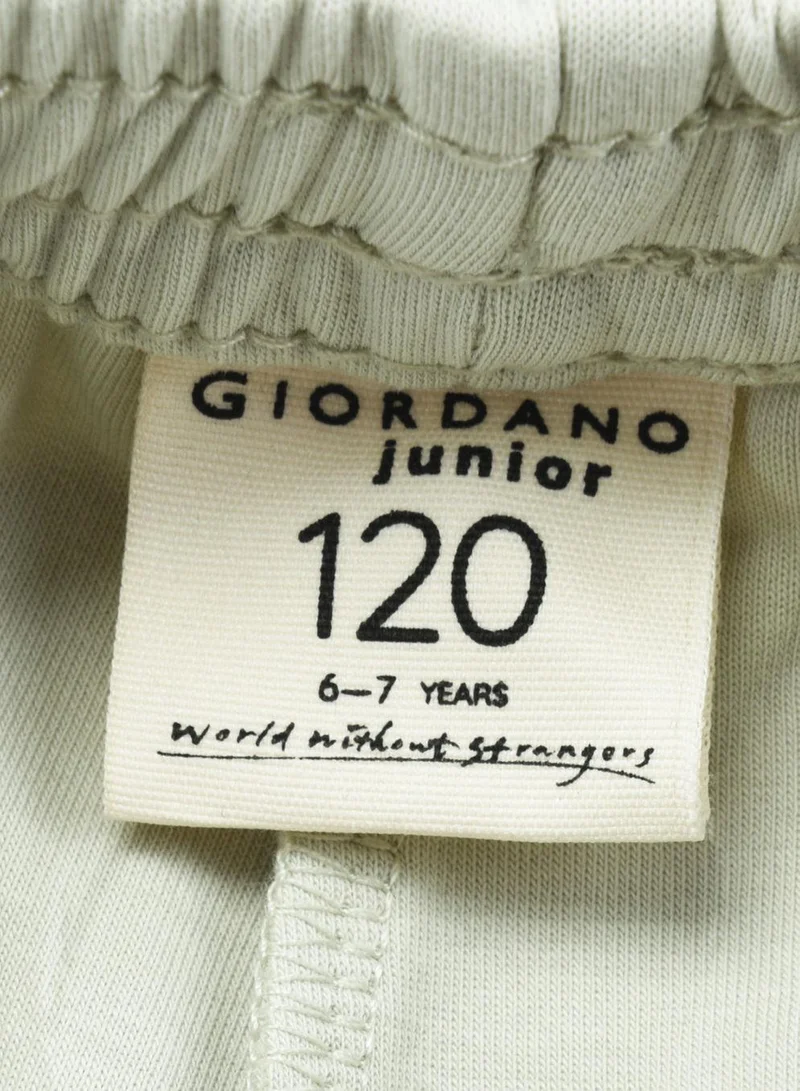 GIORDANO
junior
120
6–7 YEARS
World without strangers